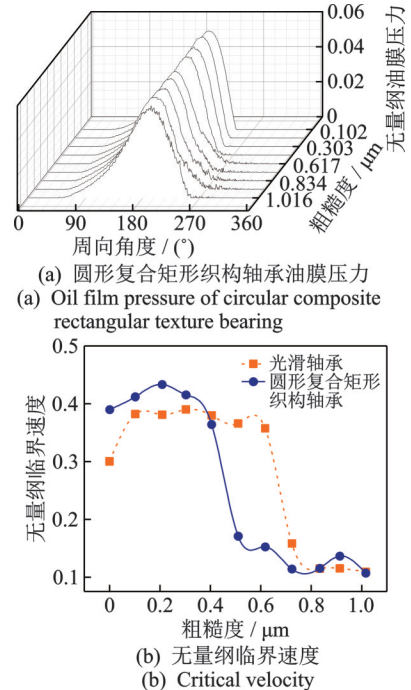 0.06
0.04
0.02
0
无量纲油膜压力
0.102
0.303
0.617
0.834
1.016
粗糙度 / μm
0 90 180 270 360
周向角度 / (°)
(a) 圆形复合矩形织构轴承油膜压力
(a) Oil film pressure of circular composite
rectangular texture bearing
0.5
0.4
0.3
0.2
0.1
无量纲临界速度
光滑轴承
圆形复合矩形
织构轴承
0 0.2 0.4 0.6 0.8 1.0
粗糙度 / μm
(b) 无量纲临界速度
(b) Critical velocity